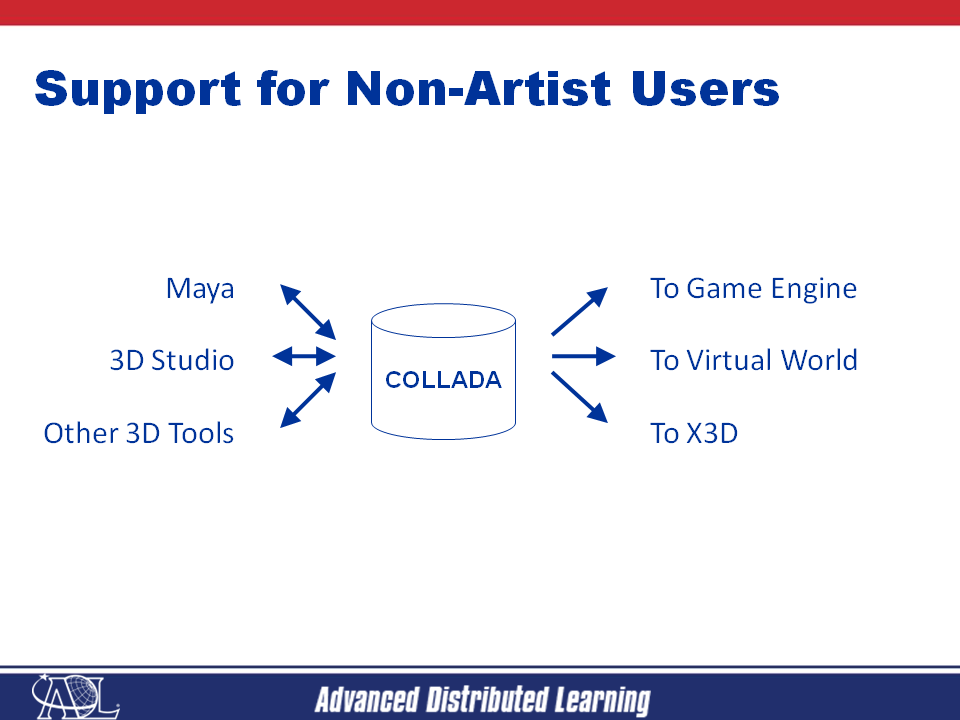 Support for Non-Artist Users
Maya
To Game Engine
3D Studio
To Virtual World
COLLADA
Other 3D Tools
To X3D
ADL
Advanced Distributed Learning